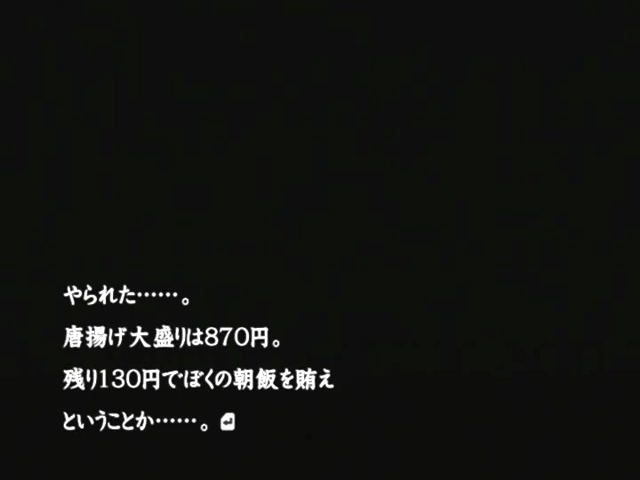 やられた……。
唐揚げ大盛りは870円。
残り130円でぼくの朝飯を賄え
ということか……。